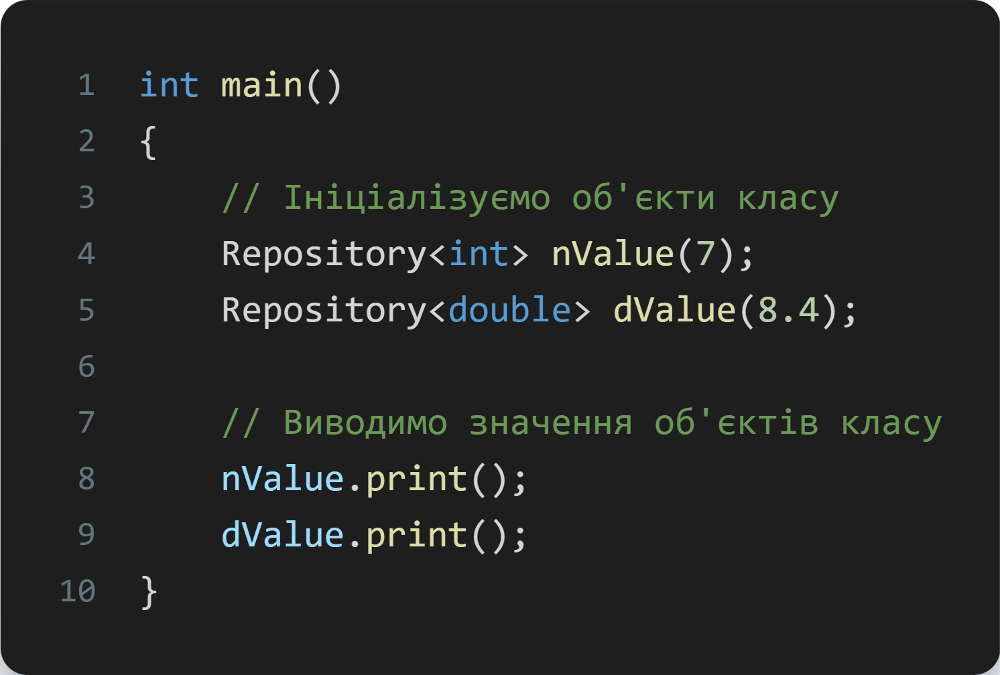 1 int main()
2 {
3     // Ініціалізуємо об'єкти класу
4     Repository<int> nValue(7);
5     Repository<double> dValue(8.4);
6
7     // Виводимо значення об'єктів класу
8     nValue.print();
9     dValue.print();
10 }